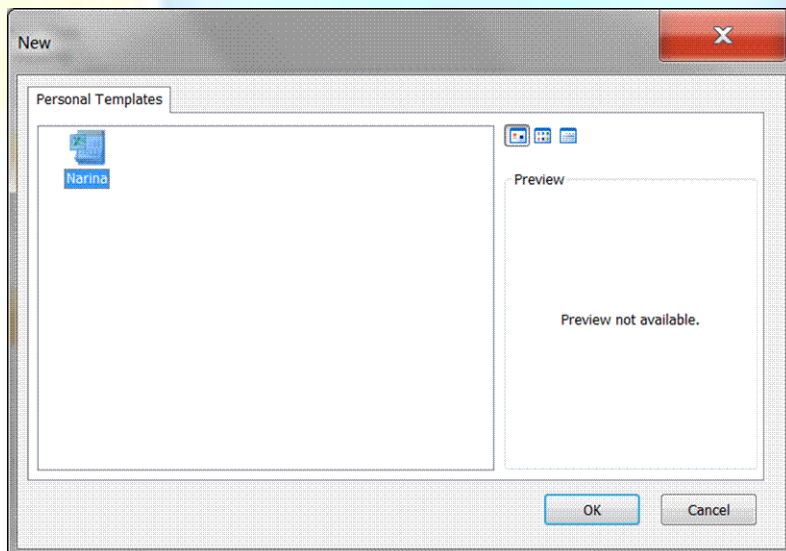 New
Personal Templates
Narina
Preview
Preview not available.
OK
Cancel